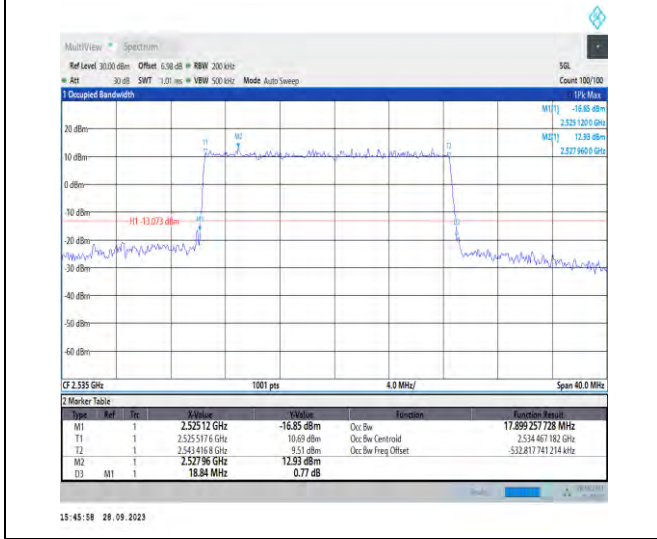 MultiView Spectrum
Ref Level 30.00 dBm Offset 6.98 dB RBW 200 kHz SGL
Att 30 dB SWT 1.01 ms VBW 500 kHz Mode Auto Sweep Count 100/100
1 Occupied Bandwidth 1Pk Max
M1[1] -16.85 dBm
2.525 120 0 GHz
M2[1] 12.93 dBm
2.527 960 0 GHz
20 dBm
T1 M2 T2
10 dBm
0 dBm
-10 dBm
H1 -13.073 dBm M1 D3
-20 dBm
-30 dBm
-40 dBm
-50 dBm
-60 dBm
CF 2.535 GHz 1001 pts 4.0 MHz/ Span 40.0 MHz
2 Marker Table
Type Ref Trc X-Value Y-Value Function Function Result
M1 1 2.525 12 GHz -16.85 dBm Occ Bw 17.899 257 728 MHz
T1 1 2.525 517 6 GHz 10.69 dBm Occ Bw Centroid 2.534 467 182 GHz
T2 1 2.543 416 8 GHz 9.51 dBm Occ Bw Freq Offset -532.817 741 214 kHz
M2 1 2.527 96 GHz 12.93 dBm
D3 M1 1 18.84 MHz 0.77 dB
15:45:58 28.09.2023